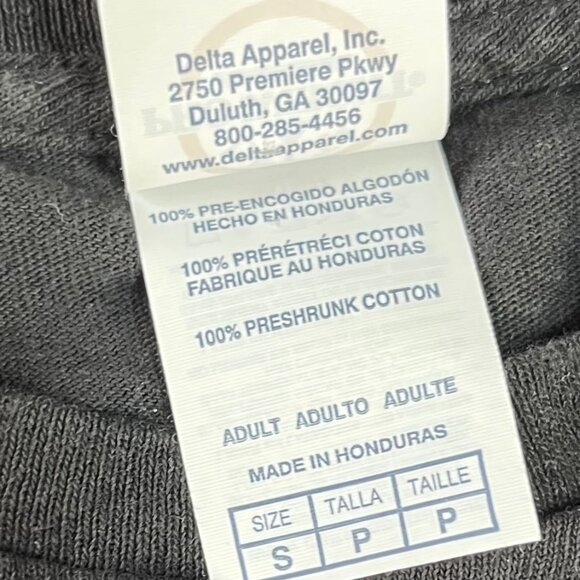 Delta Apparel, Inc.
2750 Premiere Pkwy
Duluth, GA 30097
800-285-4456
www.deltaapparel.com
100% PRE-ENCOGIDO ALGODÓN
HECHO EN HONDURAS
100% PRÉRÉTRÉCI COTON
FABRIQUE AU HONDURAS
100% PRESHRUNK COTTON
ADULT ADULTO ADULTE
MADE IN HONDURAS
SIZE TALLA TAILLE
S P P